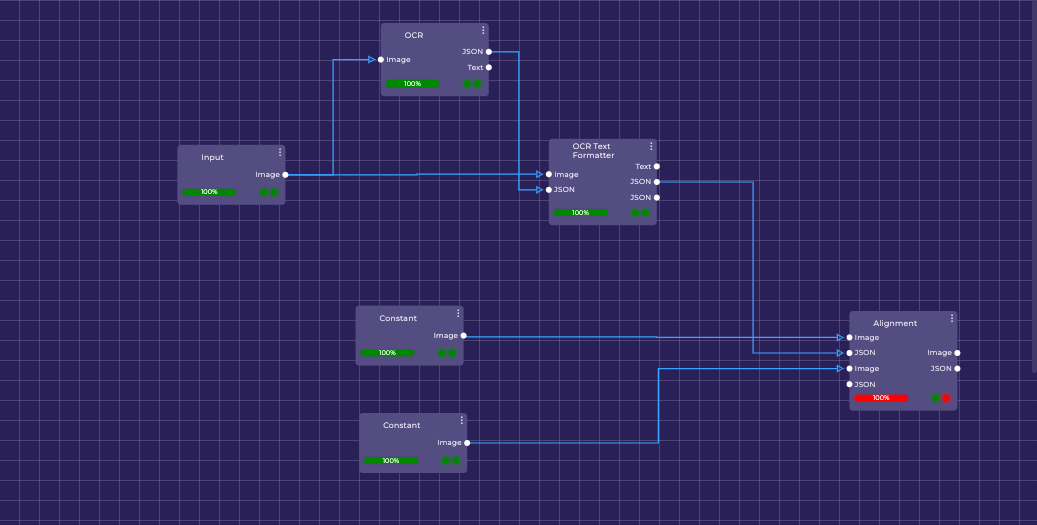 OCR
JSON
Image
Text
100%
Input
Image
100%
OCR Text
Formatter
Text
Image
JSON
JSON
JSON
100%
Constant
Image
100%
Alignment
Image
JSON
Image
Image
JSON
JSON
100%
Constant
Image
100%